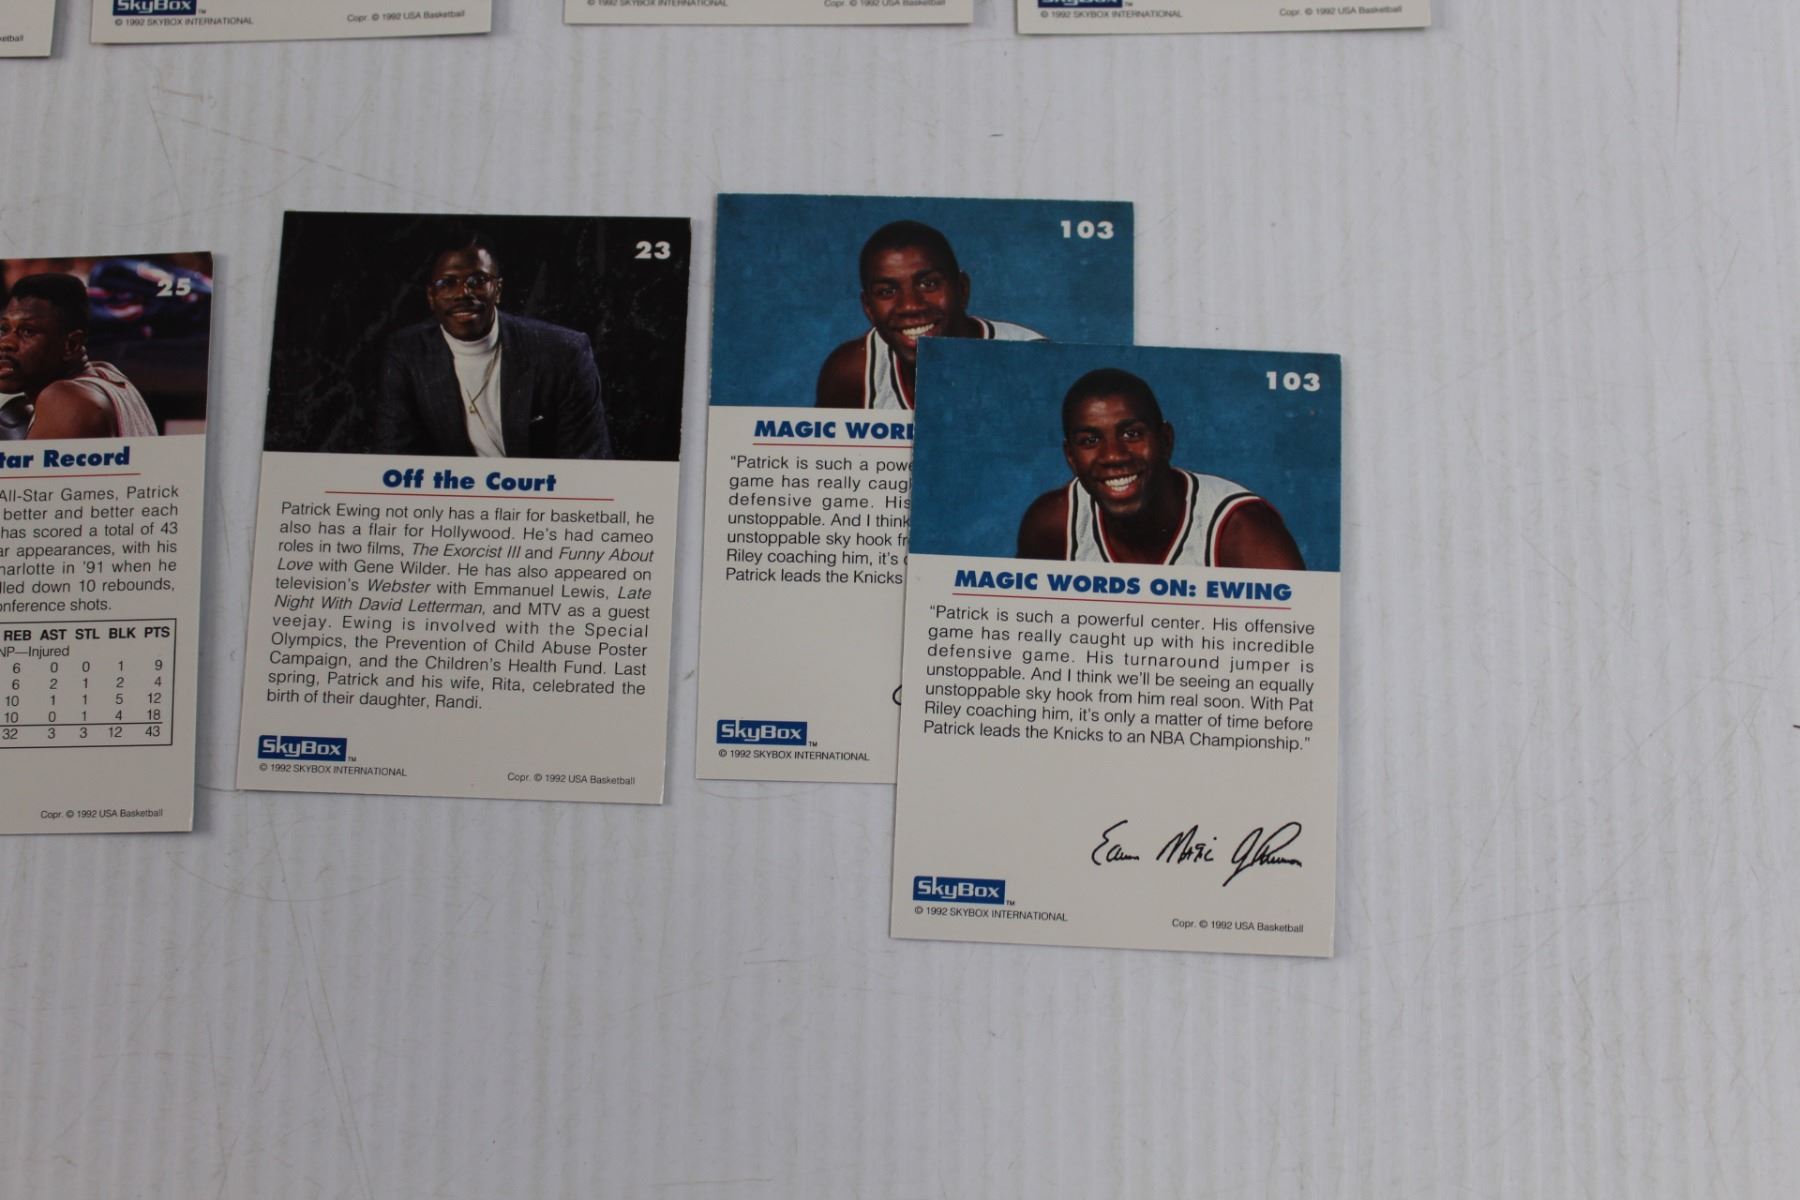 etball
SkyBox™
© 1992 SKYBOX INTERNATIONAL
Copr. © 1992 USA Basketball
© 1992 SKYBOX INTERNATIONAL
Copr. © 1992 USA Basketball
SkyBox™
© 1992 SKYBOX INTERNATIONAL
Copr. © 1992 USA Basketball
25
tar Record
All-Star Games, Patrick
better and better each
has scored a total of 43
ar appearances, with his
harlotte in '91 when he
lled down 10 rebounds,
onference shots.
REB AST STL BLK PTS
NP—Injured
6 0 0 1 9
6 2 1 2 4
10 1 1 5 12
10 0 1 4 18
32 3 3 12 43
Copr. © 1992 USA Basketball
23
Off the Court
Patrick Ewing not only has a flair for basketball, he
also has a flair for Hollywood. He's had cameo
roles in two films, The Exorcist III and Funny About
Love with Gene Wilder. He has also appeared on
television's Webster with Emmanuel Lewis, Late
Night With David Letterman, and MTV as a guest
veejay. Ewing is involved with the Special
Olympics, the Prevention of Child Abuse Poster
Campaign, and the Children's Health Fund. Last
spring, Patrick and his wife, Rita, celebrated the
birth of their daughter, Randi.
SkyBox™
© 1992 SKYBOX INTERNATIONAL
Copr. © 1992 USA Basketball
103
MAGIC WOR
"Patrick is such a powe
game has really caug
defensive game. His
unstoppable. And I think
unstoppable sky hook fr
Riley coaching him, it's
Patrick leads the Knicks
SkyBox™
© 1992 SKYBOX INTERNATIONAL
103
MAGIC WORDS ON: EWING
"Patrick is such a powerful center. His offensive
game has really caught up with his incredible
defensive game. His turnaround jumper is
unstoppable. And I think we'll be seeing an equally
unstoppable sky hook from him real soon. With Pat
Riley coaching him, it's only a matter of time before
Patrick leads the Knicks to an NBA Championship."
Earvin Magic Johnson
SkyBox™
© 1992 SKYBOX INTERNATIONAL
Copr. © 1992 USA Basketball